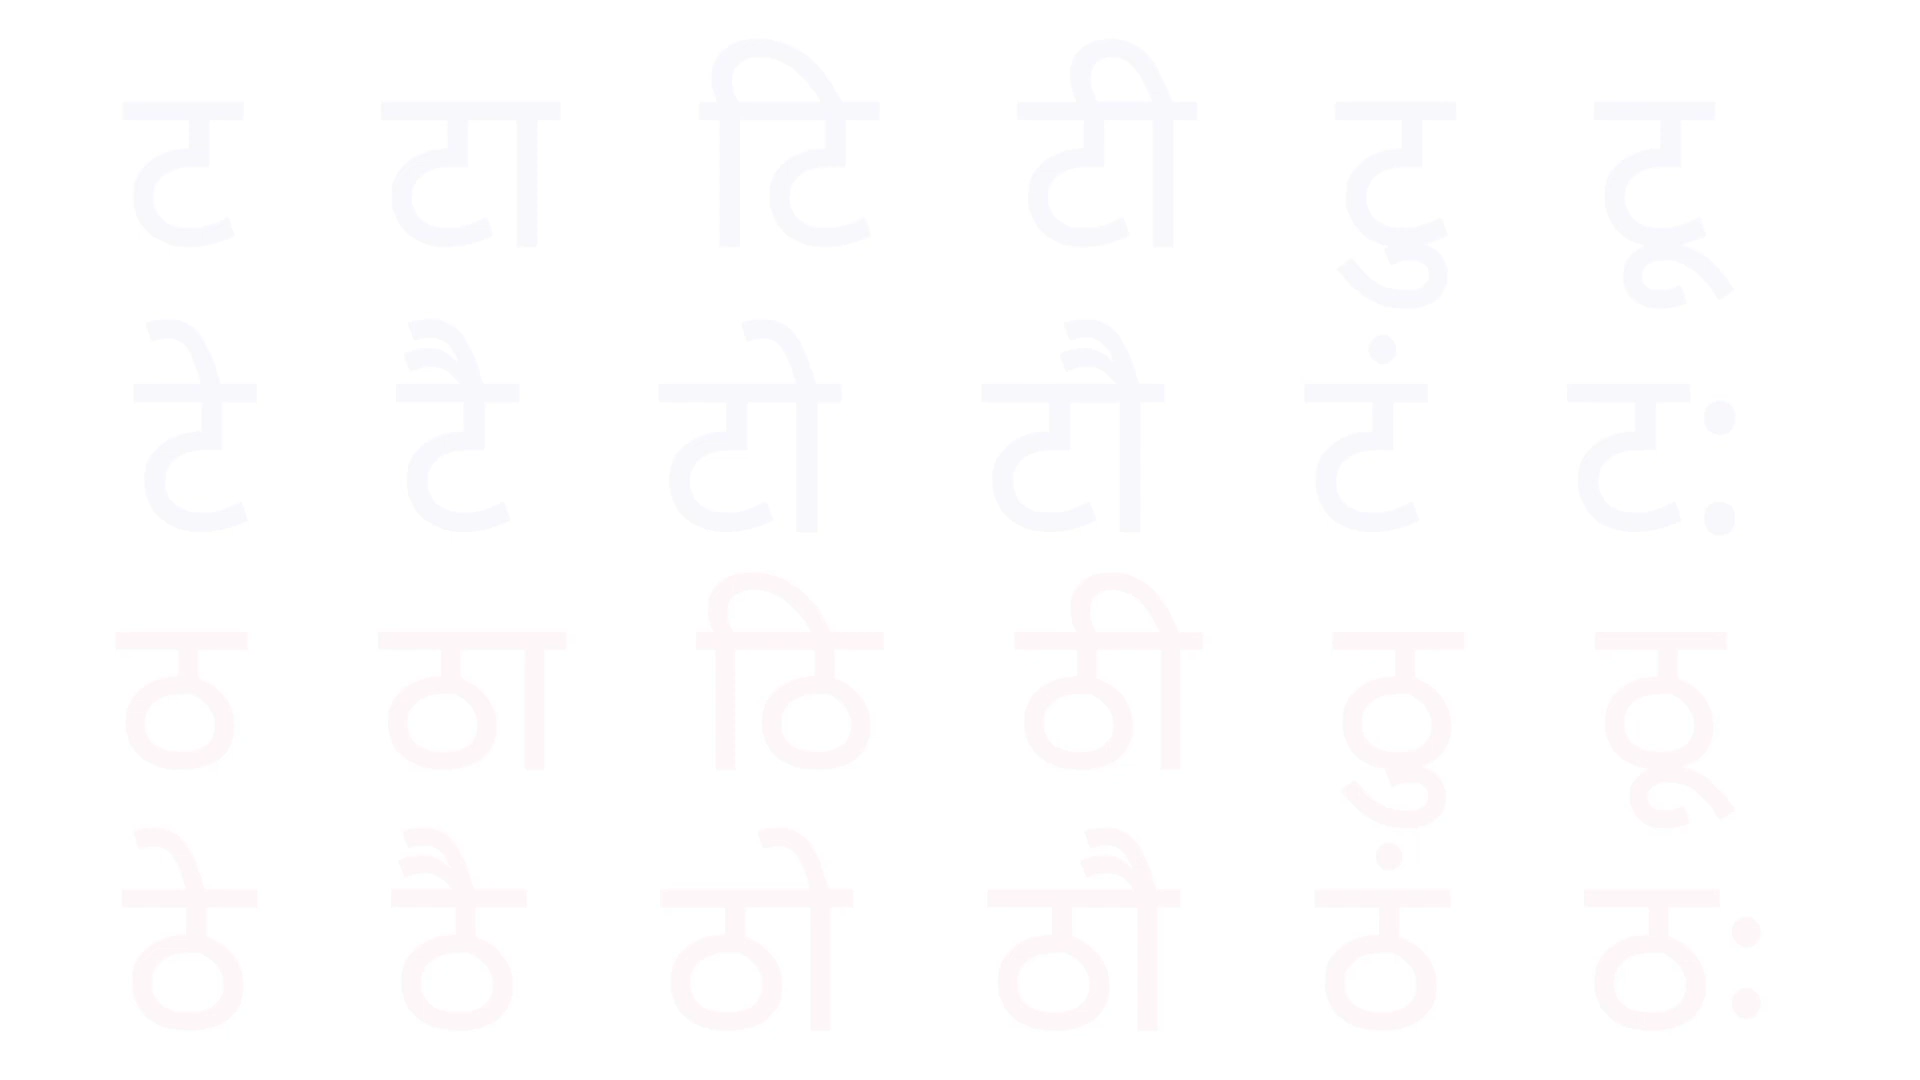 ट टा टि टी टु टू
टे टै टो टौ टं टः
ठ ठा ठि ठी ठु ठू
ठे ठै ठो ठौ ठं ठः